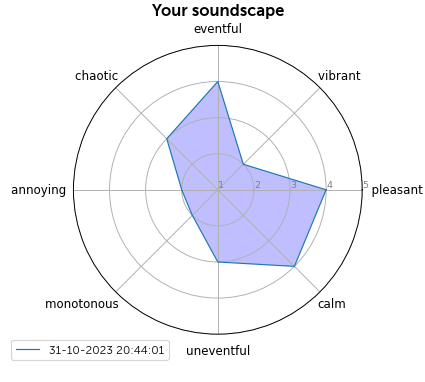 Your soundscape
eventful
chaotic
vibrant
annoying
1
2
3
4
5
pleasant
monotonous
calm
uneventful
31-10-2023 20:44:01